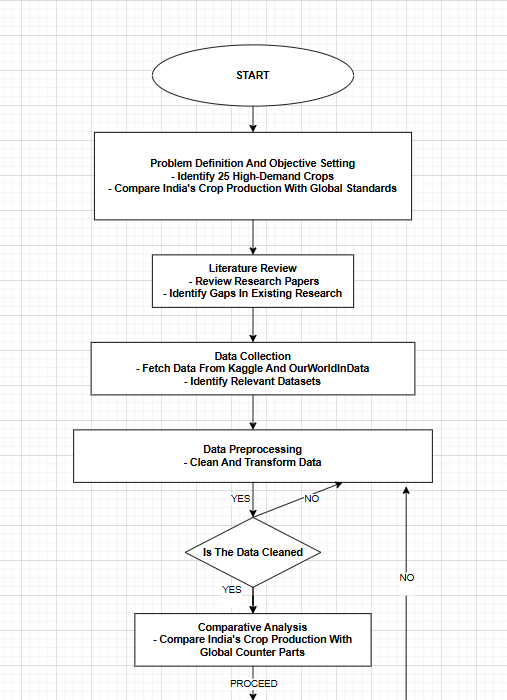 START
Problem Definition And Objective Setting
- Identify 25 High-Demand Crops
- Compare India's Crop Production With Global Standards
Literature Review
- Review Research Papers
- Identify Gaps In Existing Research
Data Collection
- Fetch Data From Kaggle And OurWorldInData
- Identify Relevant Datasets
Data Preprocessing
- Clean And Transform Data
YES
NO
Is The Data Cleaned
NO
YES
Comparative Analysis
- Compare India's Crop Production With
Global Counter Parts
PROCEED